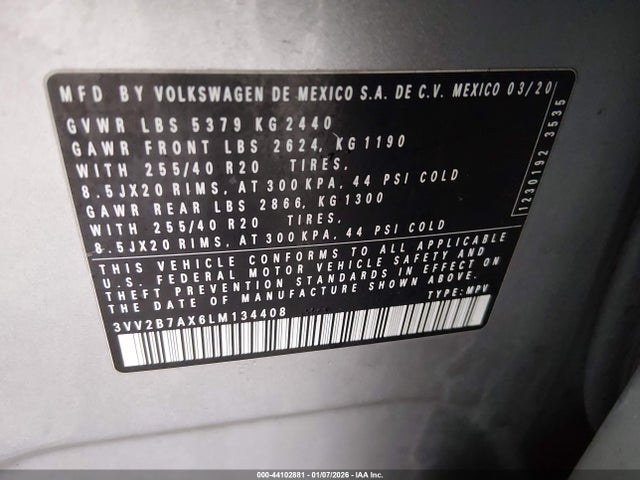 MFD BY VOLKSWAGEN DE MEXICO S.A. DE C.V. MEXICO 03/20
GVWR LBS 5379 KG 2440
GAWR FRONT LBS 2624, KG 1190
WITH 255/40 R20 TIRES,
8.5JX20 RIMS, AT 300 KPA, 44 PSI COLD
GAWR REAR LBS 2866, KG 1300
WITH 255/40 R20 TIRES,
8.5JX20 RIMS, AT 300 KPA, 44 PSI COLD
THIS VEHICLE CONFORMS TO ALL APPLICABLE
U.S. FEDERAL MOTOR VEHICLE SAFETY AND
THEFT PREVENTION STANDARDS IN EFFECT ON
THE DATE OF MANUFACTURE SHOWN ABOVE.
3VV2B7AX6LM134408 TYPE: MPV
1230192 3535
000-44102881 | 01/07/2026 | IAA Inc.